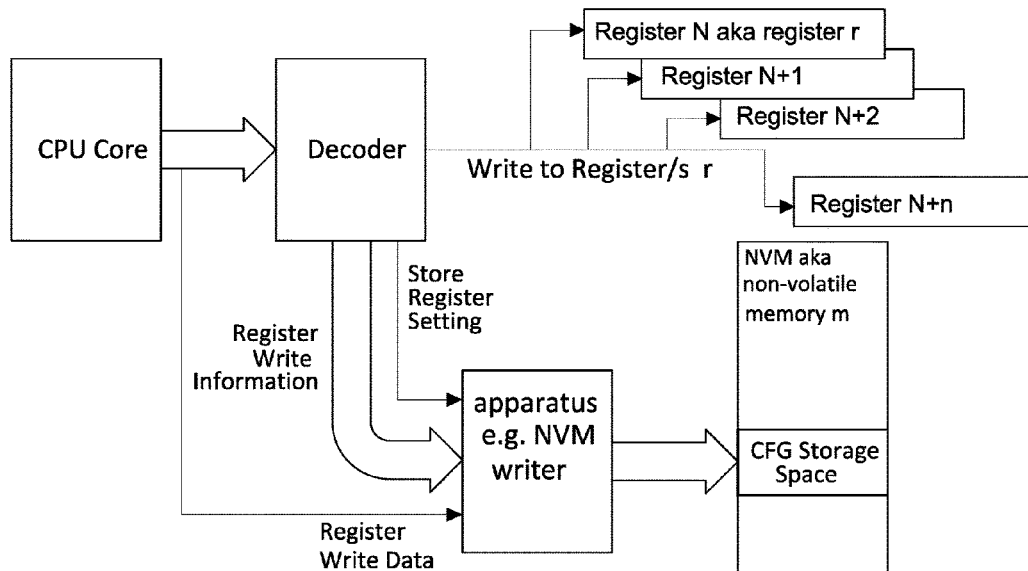 Register N aka register r
Register N+1
Register N+2
CPU Core
Decoder
Write to Register/s r
Register N+n
Store
Register
Setting
NVM aka
non-volatile
memory m
Register
Write
Information
apparatus
e.g. NVM
writer
CFG Storage
Space
Register
Write Data